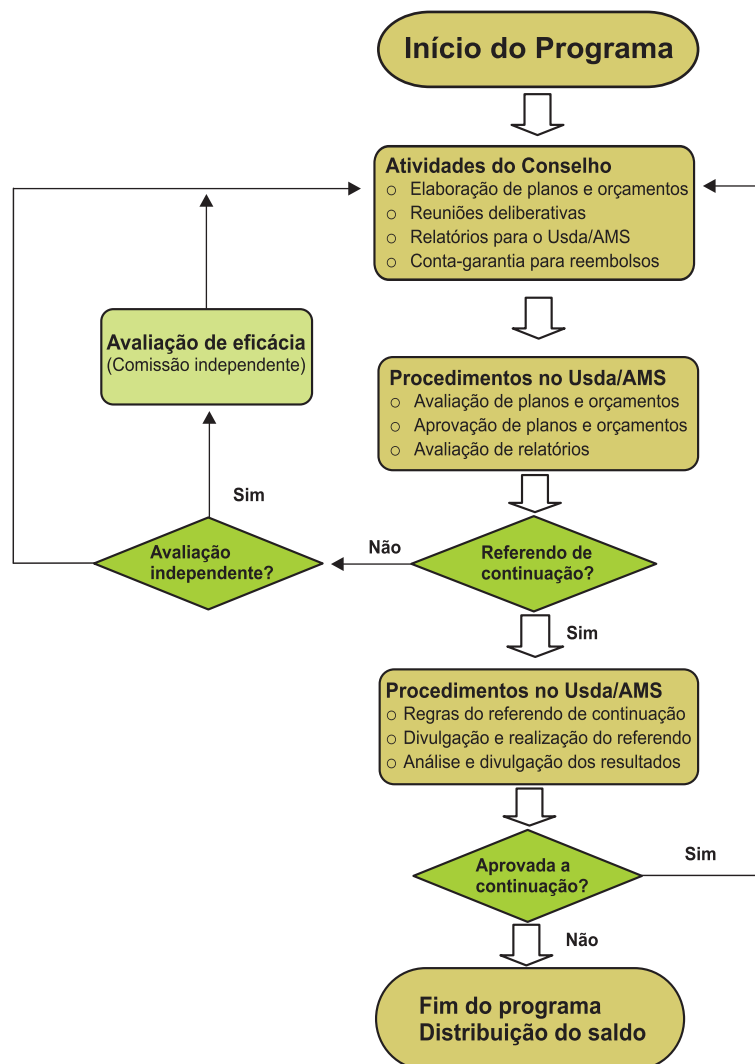 Início do Programa
Atividades do Conselho
○ Elaboração de planos e orçamentos
○ Reuniões deliberativas
○ Relatórios para o Usda/AMS
○ Conta-garantia para reembolsos
Avaliação de eficácia
(Comissão independente)
Procedimentos no Usda/AMS
○ Avaliação de planos e orçamentos
○ Aprovação de planos e orçamentos
○ Avaliação de relatórios
Sim
Avaliação
independente?
Não
Referendo de
continuação?
Sim
Procedimentos no Usda/AMS
○ Regras do referendo de continuação
○ Divulgação e realização do referendo
○ Análise e divulgação dos resultados
Aprovada a
continuação?
Sim
Não
Fim do programa
Distribuição do saldo